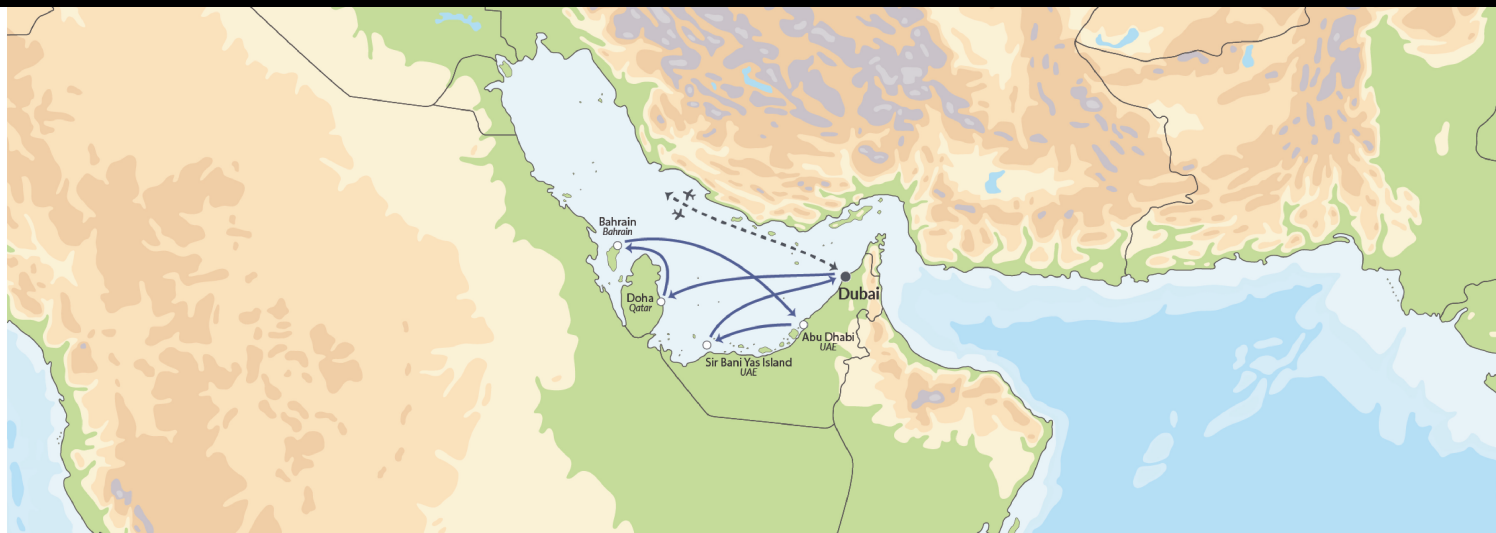 Bahrain
Bahrain
Doha
Qatar
Dubai
Abu Dhabi
UAE
Sir Bani Yas Island
UAE